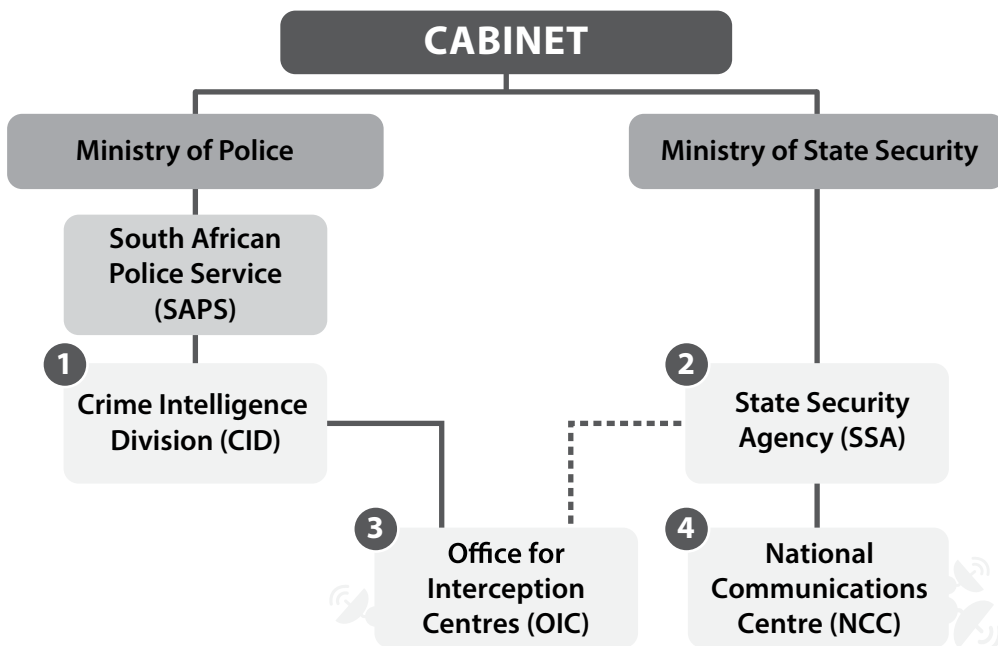 CABINET
Ministry of Police
Ministry of State Security
South African
Police Service
(SAPS)
1
Crime Intelligence
Division (CID)
2
State Security
Agency (SSA)
3
Office for
Interception
Centres (OIC)
4
National
Communications
Centre (NCC)